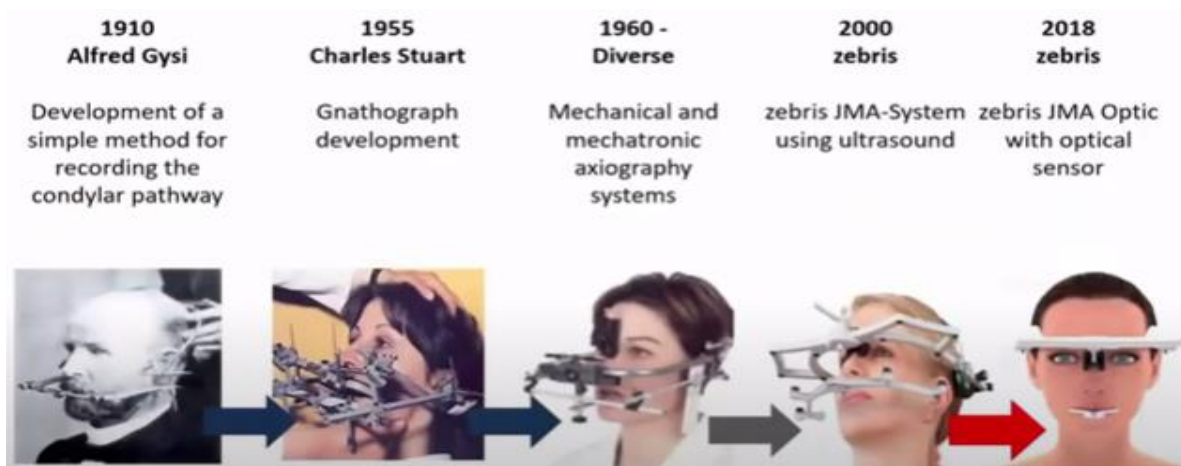 1910
Alfred Gysi
Development of a
simple method for
recording the
condylar pathway
1955
Charles Stuart
Gnathograph
development
1960 -
Diverse
Mechanical and
mechatronic
axiography
systems
2000
zebris
zebris JMA-System
using ultrasound
2018
zebris
zebris JMA Optic
with optical
sensor